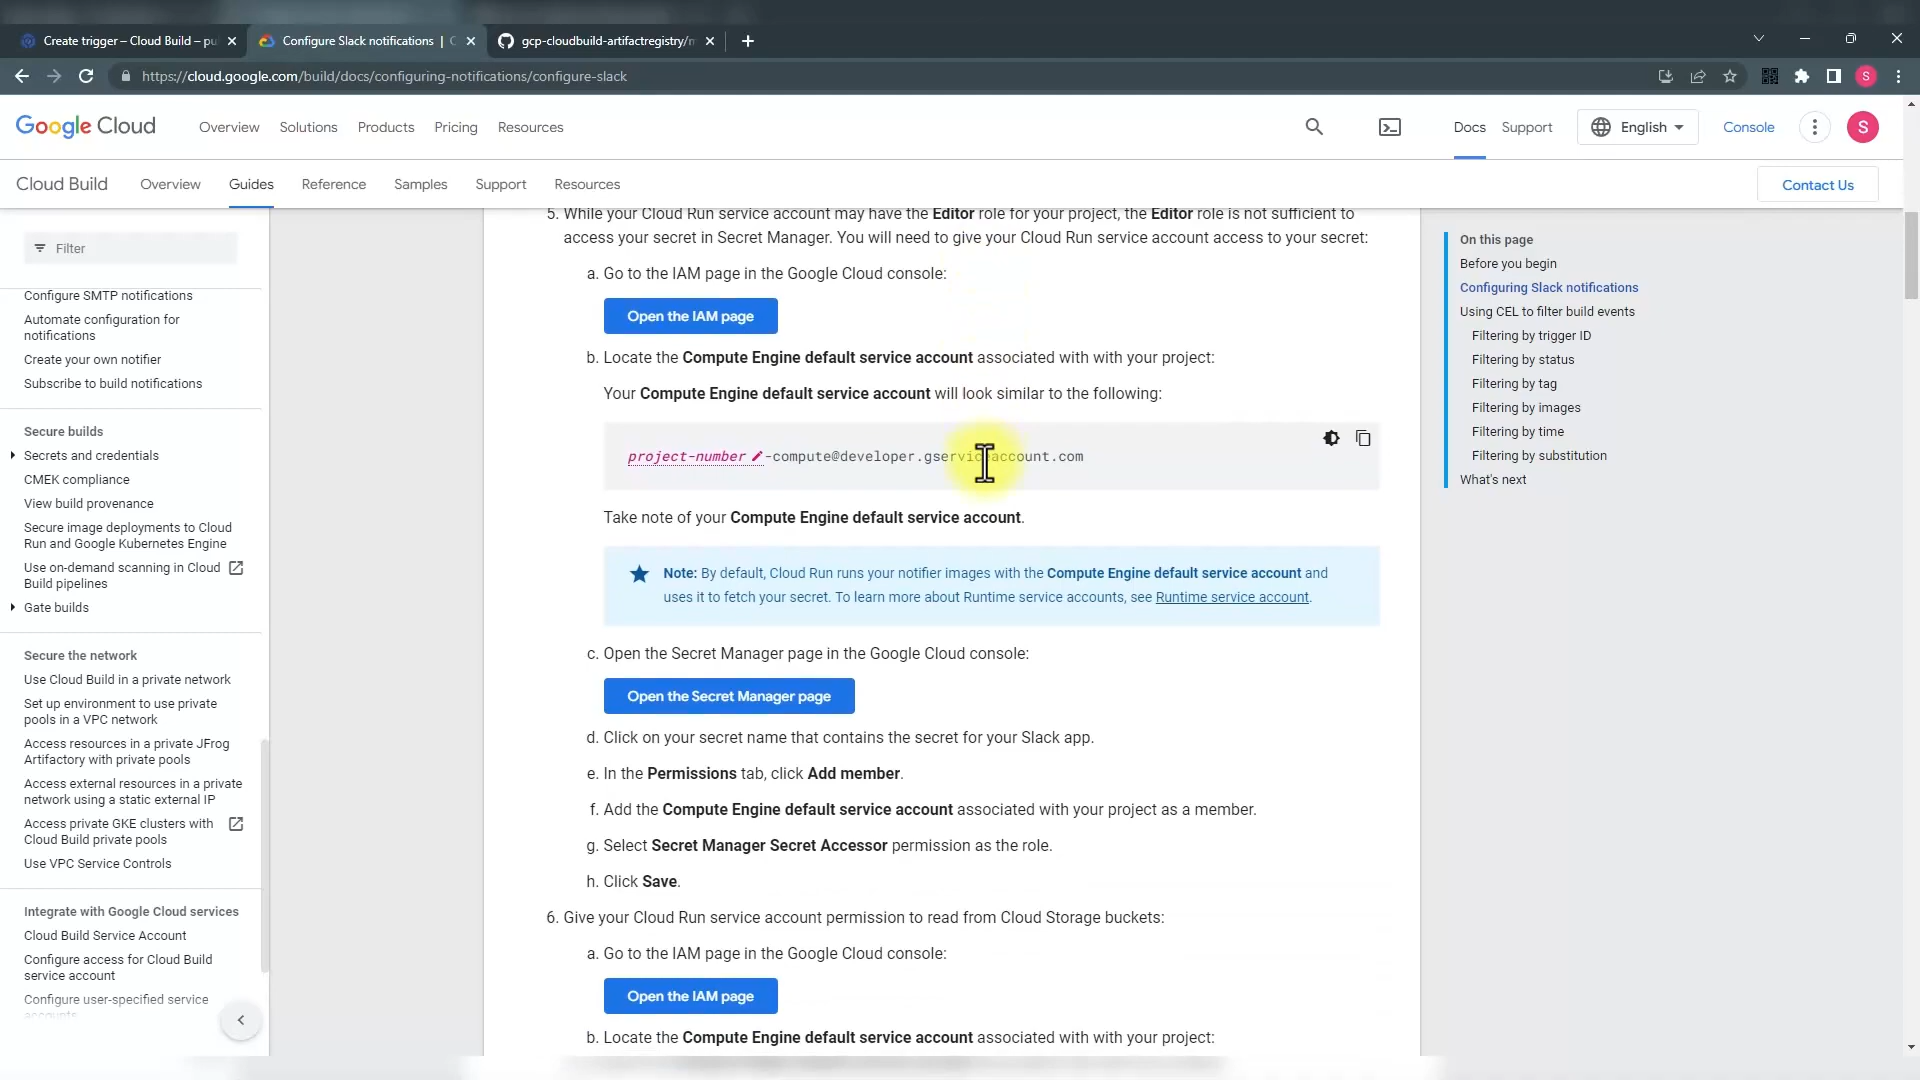 Create trigger – Cloud Build – pu
Configure Slack notifications | C
gcp-cloudbuild-artifactregistry/m
https://cloud.google.com/build/docs/configuring-notifications/configure-slack
S
Google Cloud
Overview
Solutions
Products
Pricing
Resources
Docs
Support
English
Console
S
Cloud Build
Overview
Guides
Reference
Samples
Support
Resources
Contact Us
Filter
Configure SMTP notifications
Automate configuration for
notifications
Create your own notifier
Subscribe to build notifications
Secure builds
Secrets and credentials
CMEK compliance
View build provenance
Secure image deployments to Cloud
Run and Google Kubernetes Engine
Use on-demand scanning in Cloud
Build pipelines
Gate builds
Secure the network
Use Cloud Build in a private network
Set up environment to use private
pools in a VPC network
Access resources in a private JFrog
Artifactory with private pools
Access external resources in a private
network using a static external IP
Access private GKE clusters with
Cloud Build private pools
Use VPC Service Controls
Integrate with Google Cloud services
Cloud Build Service Account
Configure access for Cloud Build
service account
Configure user-specified service
accounts
5. While your Cloud Run service account may have the Editor role for your project, the Editor role is not sufficient to
access your secret in Secret Manager. You will need to give your Cloud Run service account access to your secret:
a. Go to the IAM page in the Google Cloud console:
Open the IAM page
b. Locate the Compute Engine default service account associated with with your project:
Your Compute Engine default service account will look similar to the following:
project-number-compute@developer.gserviceaccount.com
Take note of your Compute Engine default service account.
Note: By default, Cloud Run runs your notifier images with the Compute Engine default service account and
uses it to fetch your secret. To learn more about Runtime service accounts, see Runtime service account.
c. Open the Secret Manager page in the Google Cloud console:
Open the Secret Manager page
d. Click on your secret name that contains the secret for your Slack app.
e. In the Permissions tab, click Add member.
f. Add the Compute Engine default service account associated with your project as a member.
g. Select Secret Manager Secret Accessor permission as the role.
h. Click Save.
6. Give your Cloud Run service account permission to read from Cloud Storage buckets:
a. Go to the IAM page in the Google Cloud console:
Open the IAM page
b. Locate the Compute Engine default service account associated with with your project:
On this page
Before you begin
Configuring Slack notifications
Using CEL to filter build events
Filtering by trigger ID
Filtering by status
Filtering by tag
Filtering by images
Filtering by time
Filtering by substitution
What's next